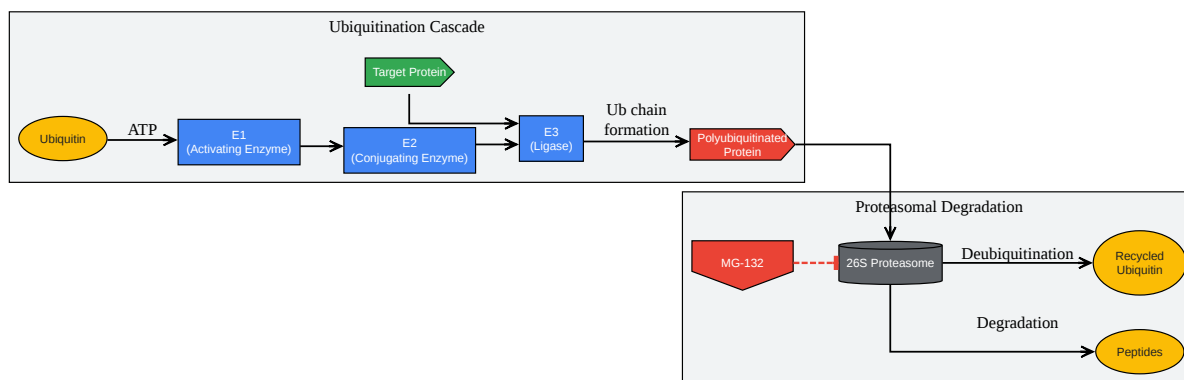 Ubiquitination Cascade
Target Protein
Ubiquitin
ATP
E1
(Activating Enzyme)
E2
(Conjugating Enzyme)
E3
(Ligase)
Ub chain
formation
Polyubiquitinated
Protein
Proteasomal Degradation
MG-132
26S Proteasome
Deubiquitination
Recycled
Ubiquitin
Degradation
Peptides